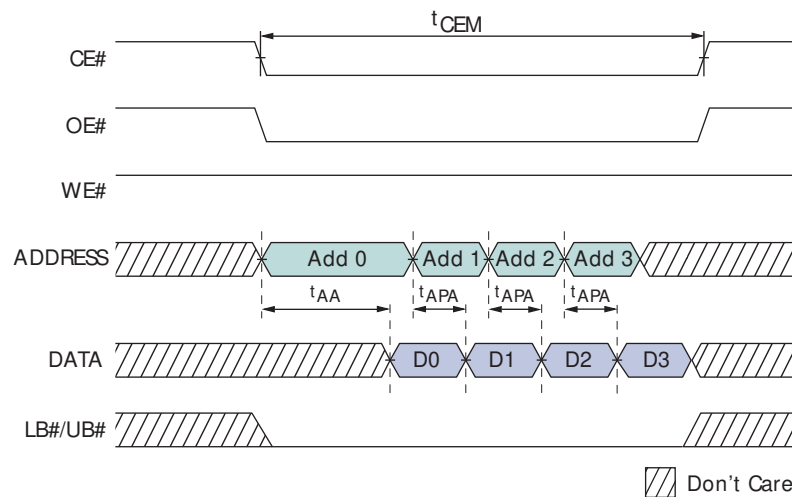 tCEM
CE#
OE#
WE#
ADDRESS Add 0 Add 1 Add 2 Add 3
tAA tAPA tAPA tAPA
DATA D0 D1 D2 D3
LB#/UB#
Don't Care